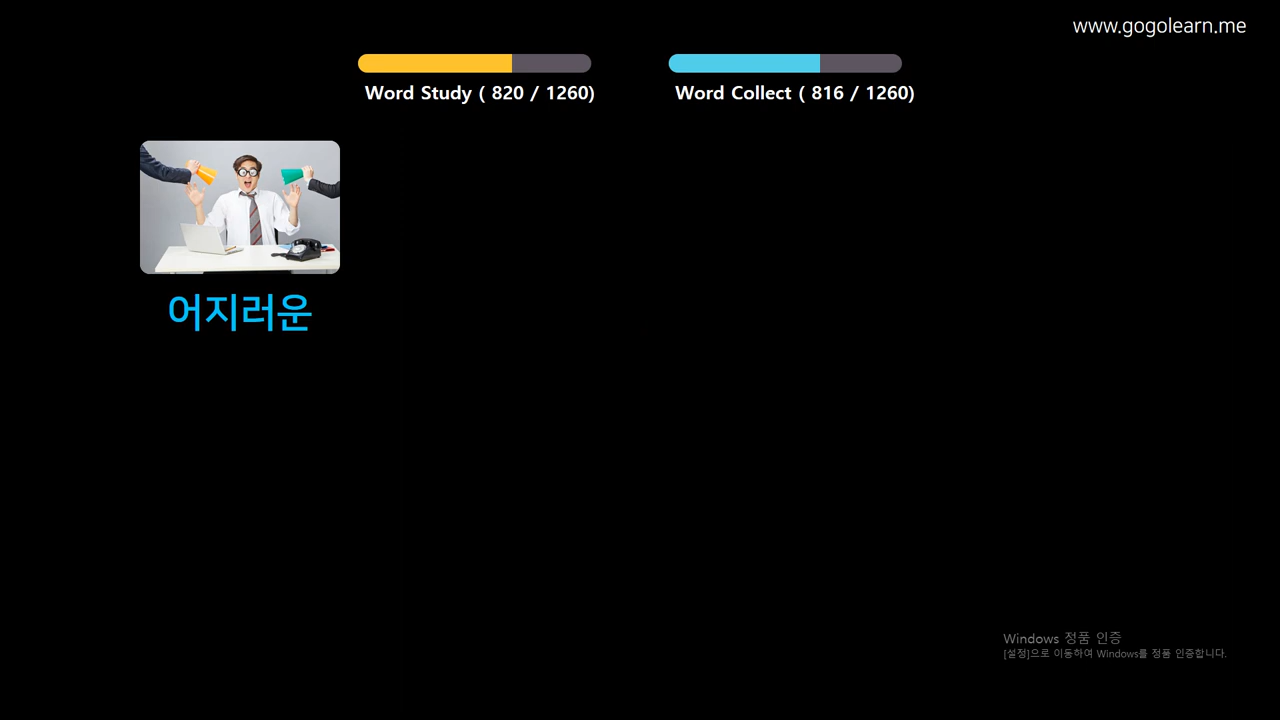 www.gogolearn.me
Word Study ( 820 / 1260)
Word Collect ( 816 / 1260)
어지러운
Windows 정품 인증
[설정]으로 이동하여 Windows를 정품 인증합니다.